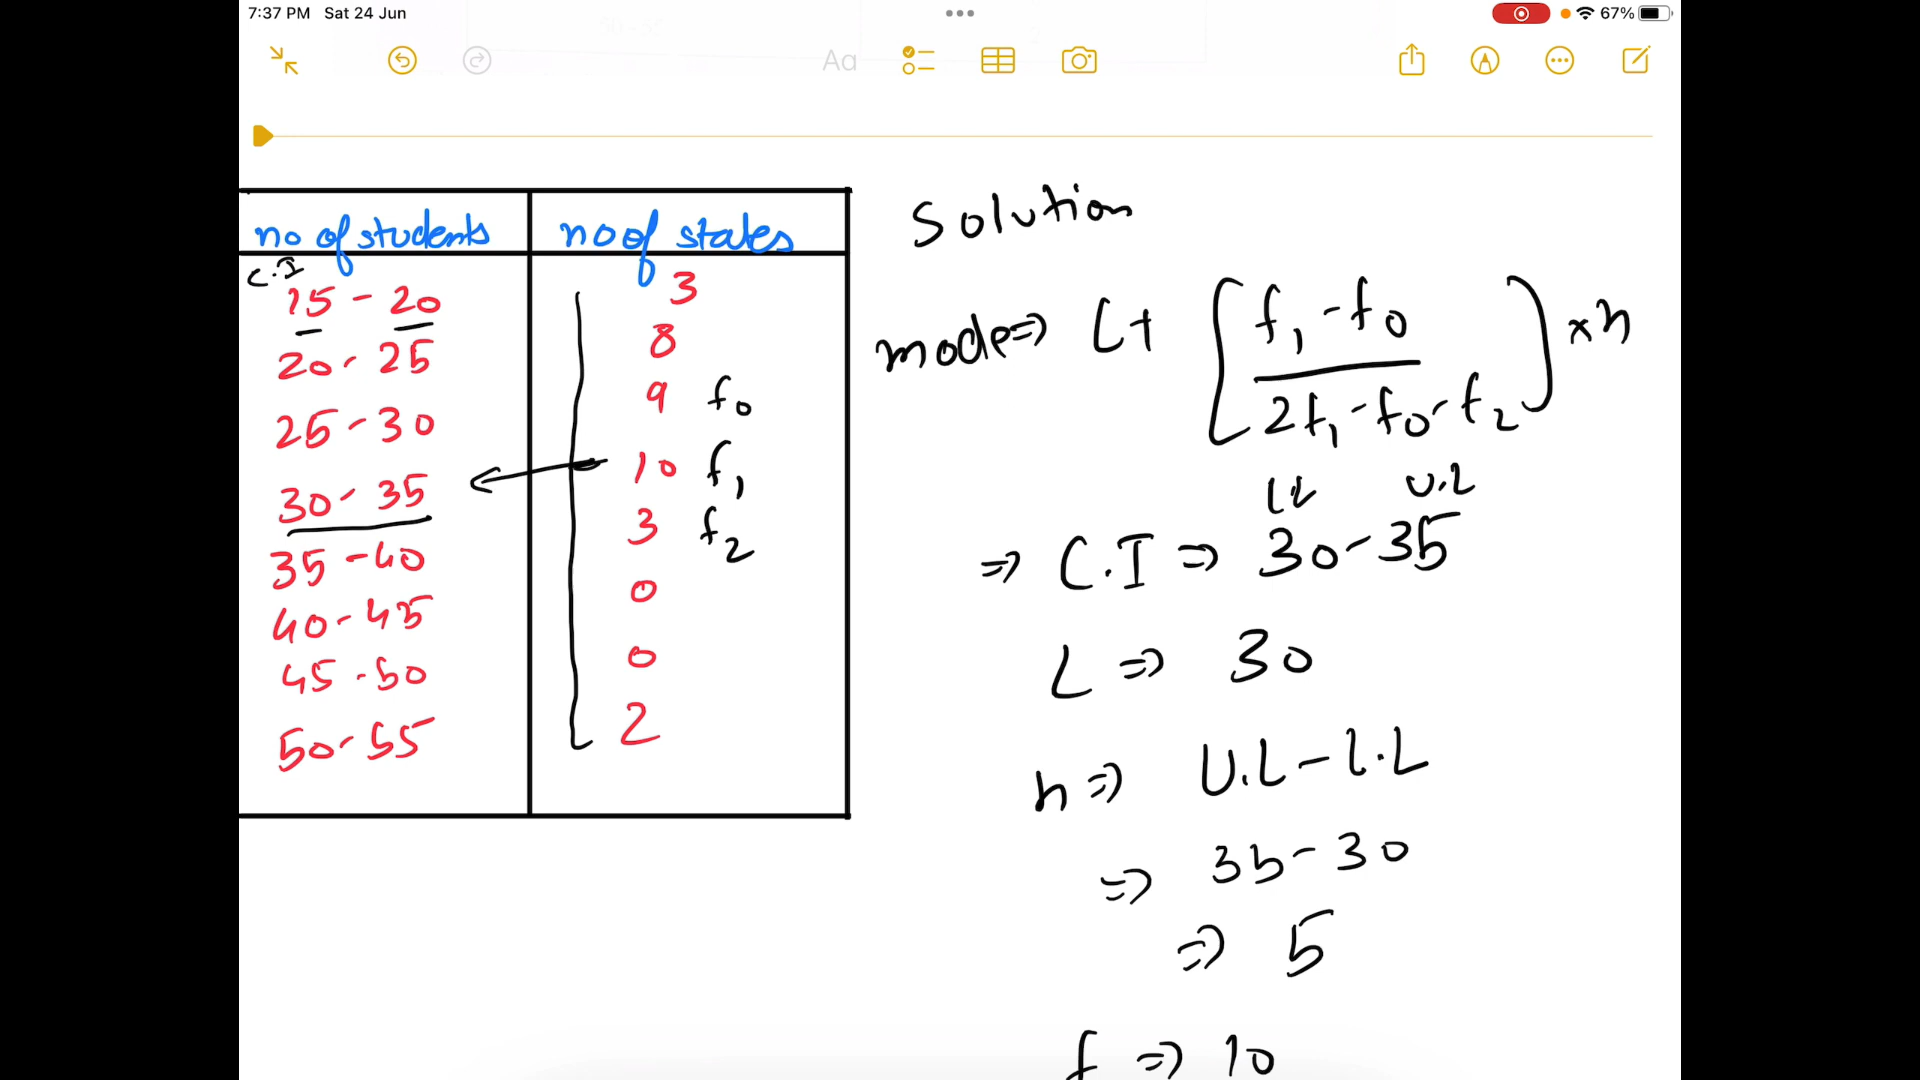 7:37 PM Sat 24 Jun
67%
Aa
no of students no of states
C.I
15 - 20 3
20 - 25 8
25 - 30 9 f0
30 - 35 10 f1
35 - 40 3 f2
40 - 45 0
45 - 50 0
50 - 55 2
Solution
mode ⇒ L + [ f1 - f0 / 2f1 - f0 - f2 ] × h
LL U.L
⇒ C.I ⇒ 30 - 35
L ⇒ 30
h ⇒ U.L - L.L
⇒ 35 - 30
⇒ 5
f ⇒ 10